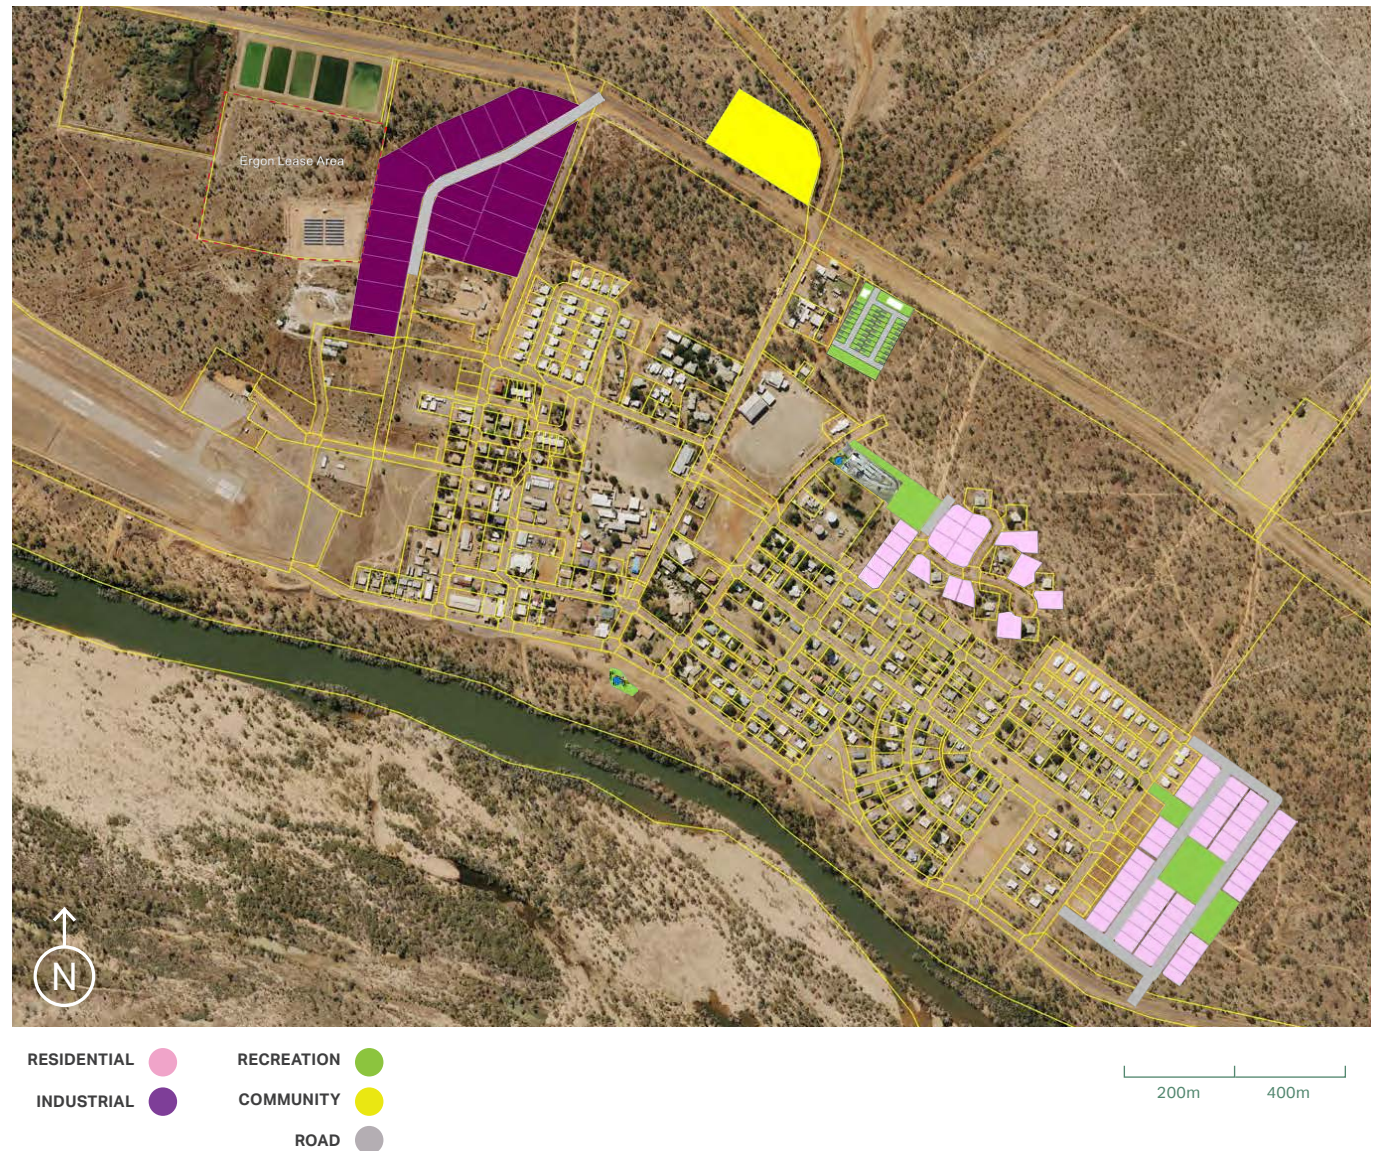 Ergon Lease Area
N
RESIDENTIAL
RECREATION
INDUSTRIAL
COMMUNITY
ROAD
200m
400m